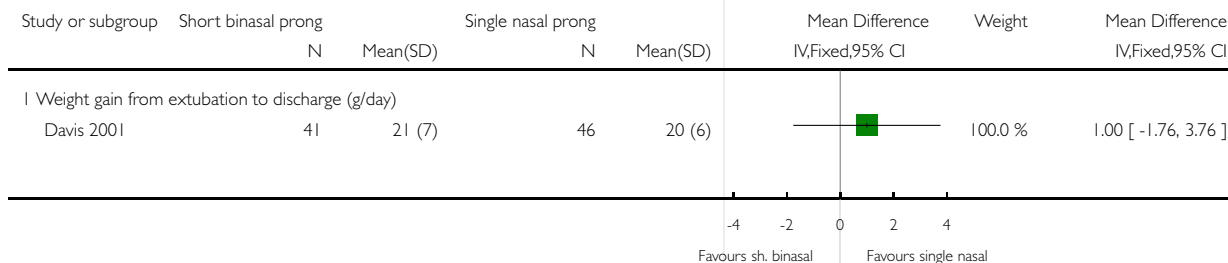 Study or subgroup Short binasal prong Single nasal prong Mean Difference Weight Mean Difference
N Mean(SD) N Mean(SD) IV,Fixed,95% CI IV,Fixed,95% CI
1 Weight gain from extubation to discharge (g/day)
Davis 2001 41 21 (7) 46 20 (6) 100.0 % 1.00 [ -1.76, 3.76 ]
-4 -2 0 2 4
Favours sh. binasal Favours single nasal